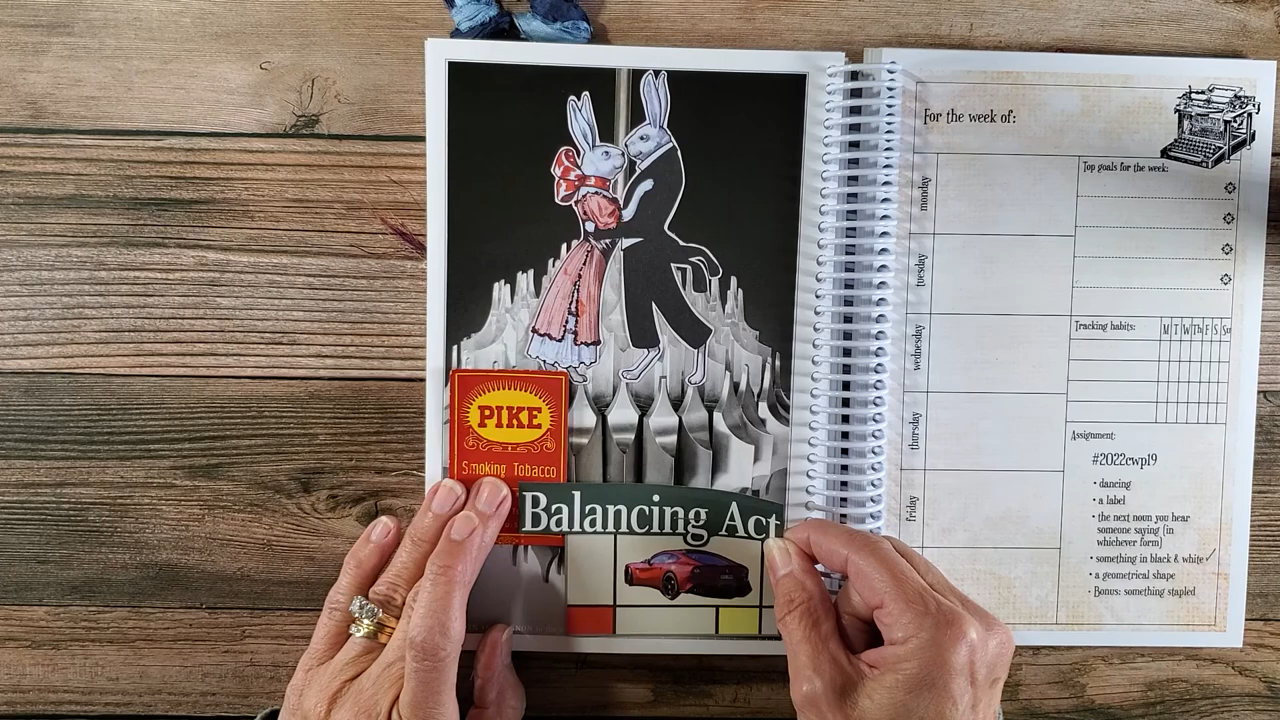 PIKE
Smoking Tobacco
Balancing Act
For the week of:
monday
tuesday
wednesday
thursday
friday
Top goals for the week:
Tracking habits:
M T W Th F S Su
Assignment:
#2022cwp19
• dancing
• a label
• the next noun you hear
someone saying (in
whichever form)
• something in black & white ✓
• a geometrical shape
• Bonus: something stapled